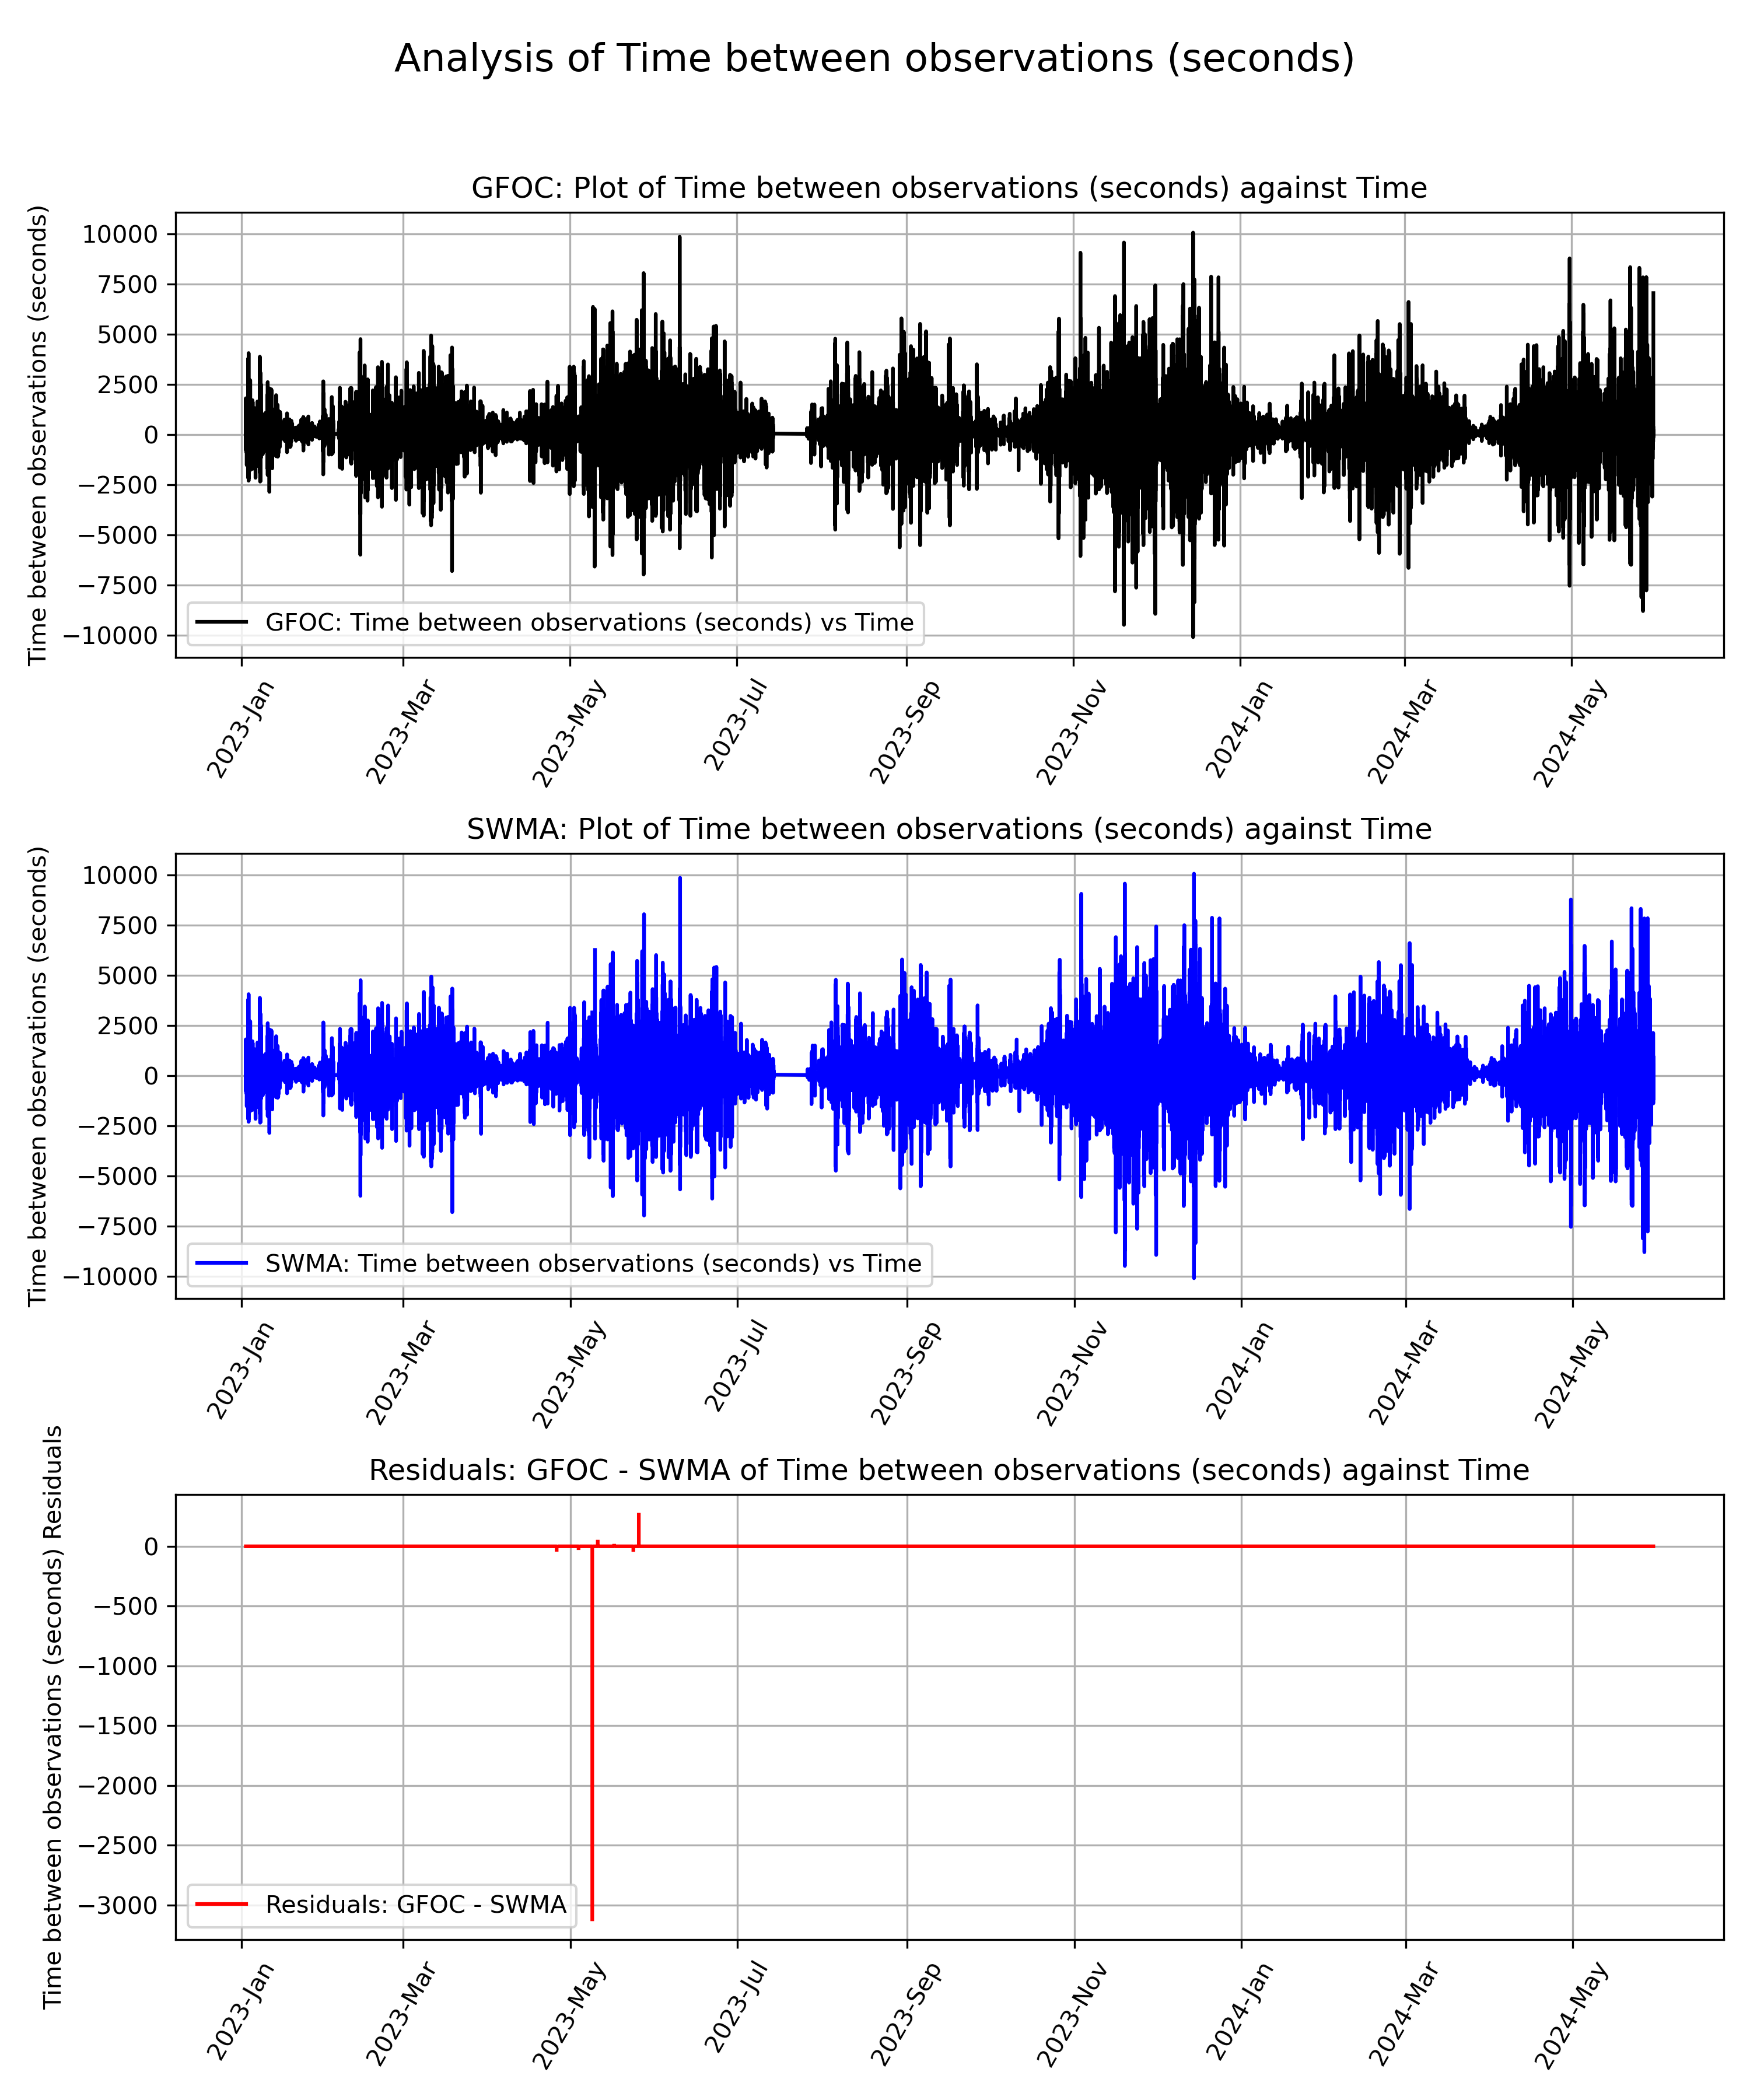 Analysis of Time between observations (seconds)
GFOC: Plot of Time between observations (seconds) against Time
Time between observations (seconds)
10000
7500
5000
2500
0
−2500
−5000
−7500
−10000
GFOC: Time between observations (seconds) vs Time
2023-Jan
2023-Mar
2023-May
2023-Jul
2023-Sep
2023-Nov
2024-Jan
2024-Mar
2024-May
SWMA: Plot of Time between observations (seconds) against Time
Time between observations (seconds)
10000
7500
5000
2500
0
−2500
−5000
−7500
−10000
SWMA: Time between observations (seconds) vs Time
2023-Jan
2023-Mar
2023-May
2023-Jul
2023-Sep
2023-Nov
2024-Jan
2024-Mar
2024-May
Residuals: GFOC - SWMA of Time between observations (seconds) against Time
Time between observations (seconds) Residuals
0
−500
−1000
−1500
−2000
−2500
−3000
Residuals: GFOC - SWMA
2023-Jan
2023-Mar
2023-May
2023-Jul
2023-Sep
2023-Nov
2024-Jan
2024-Mar
2024-May